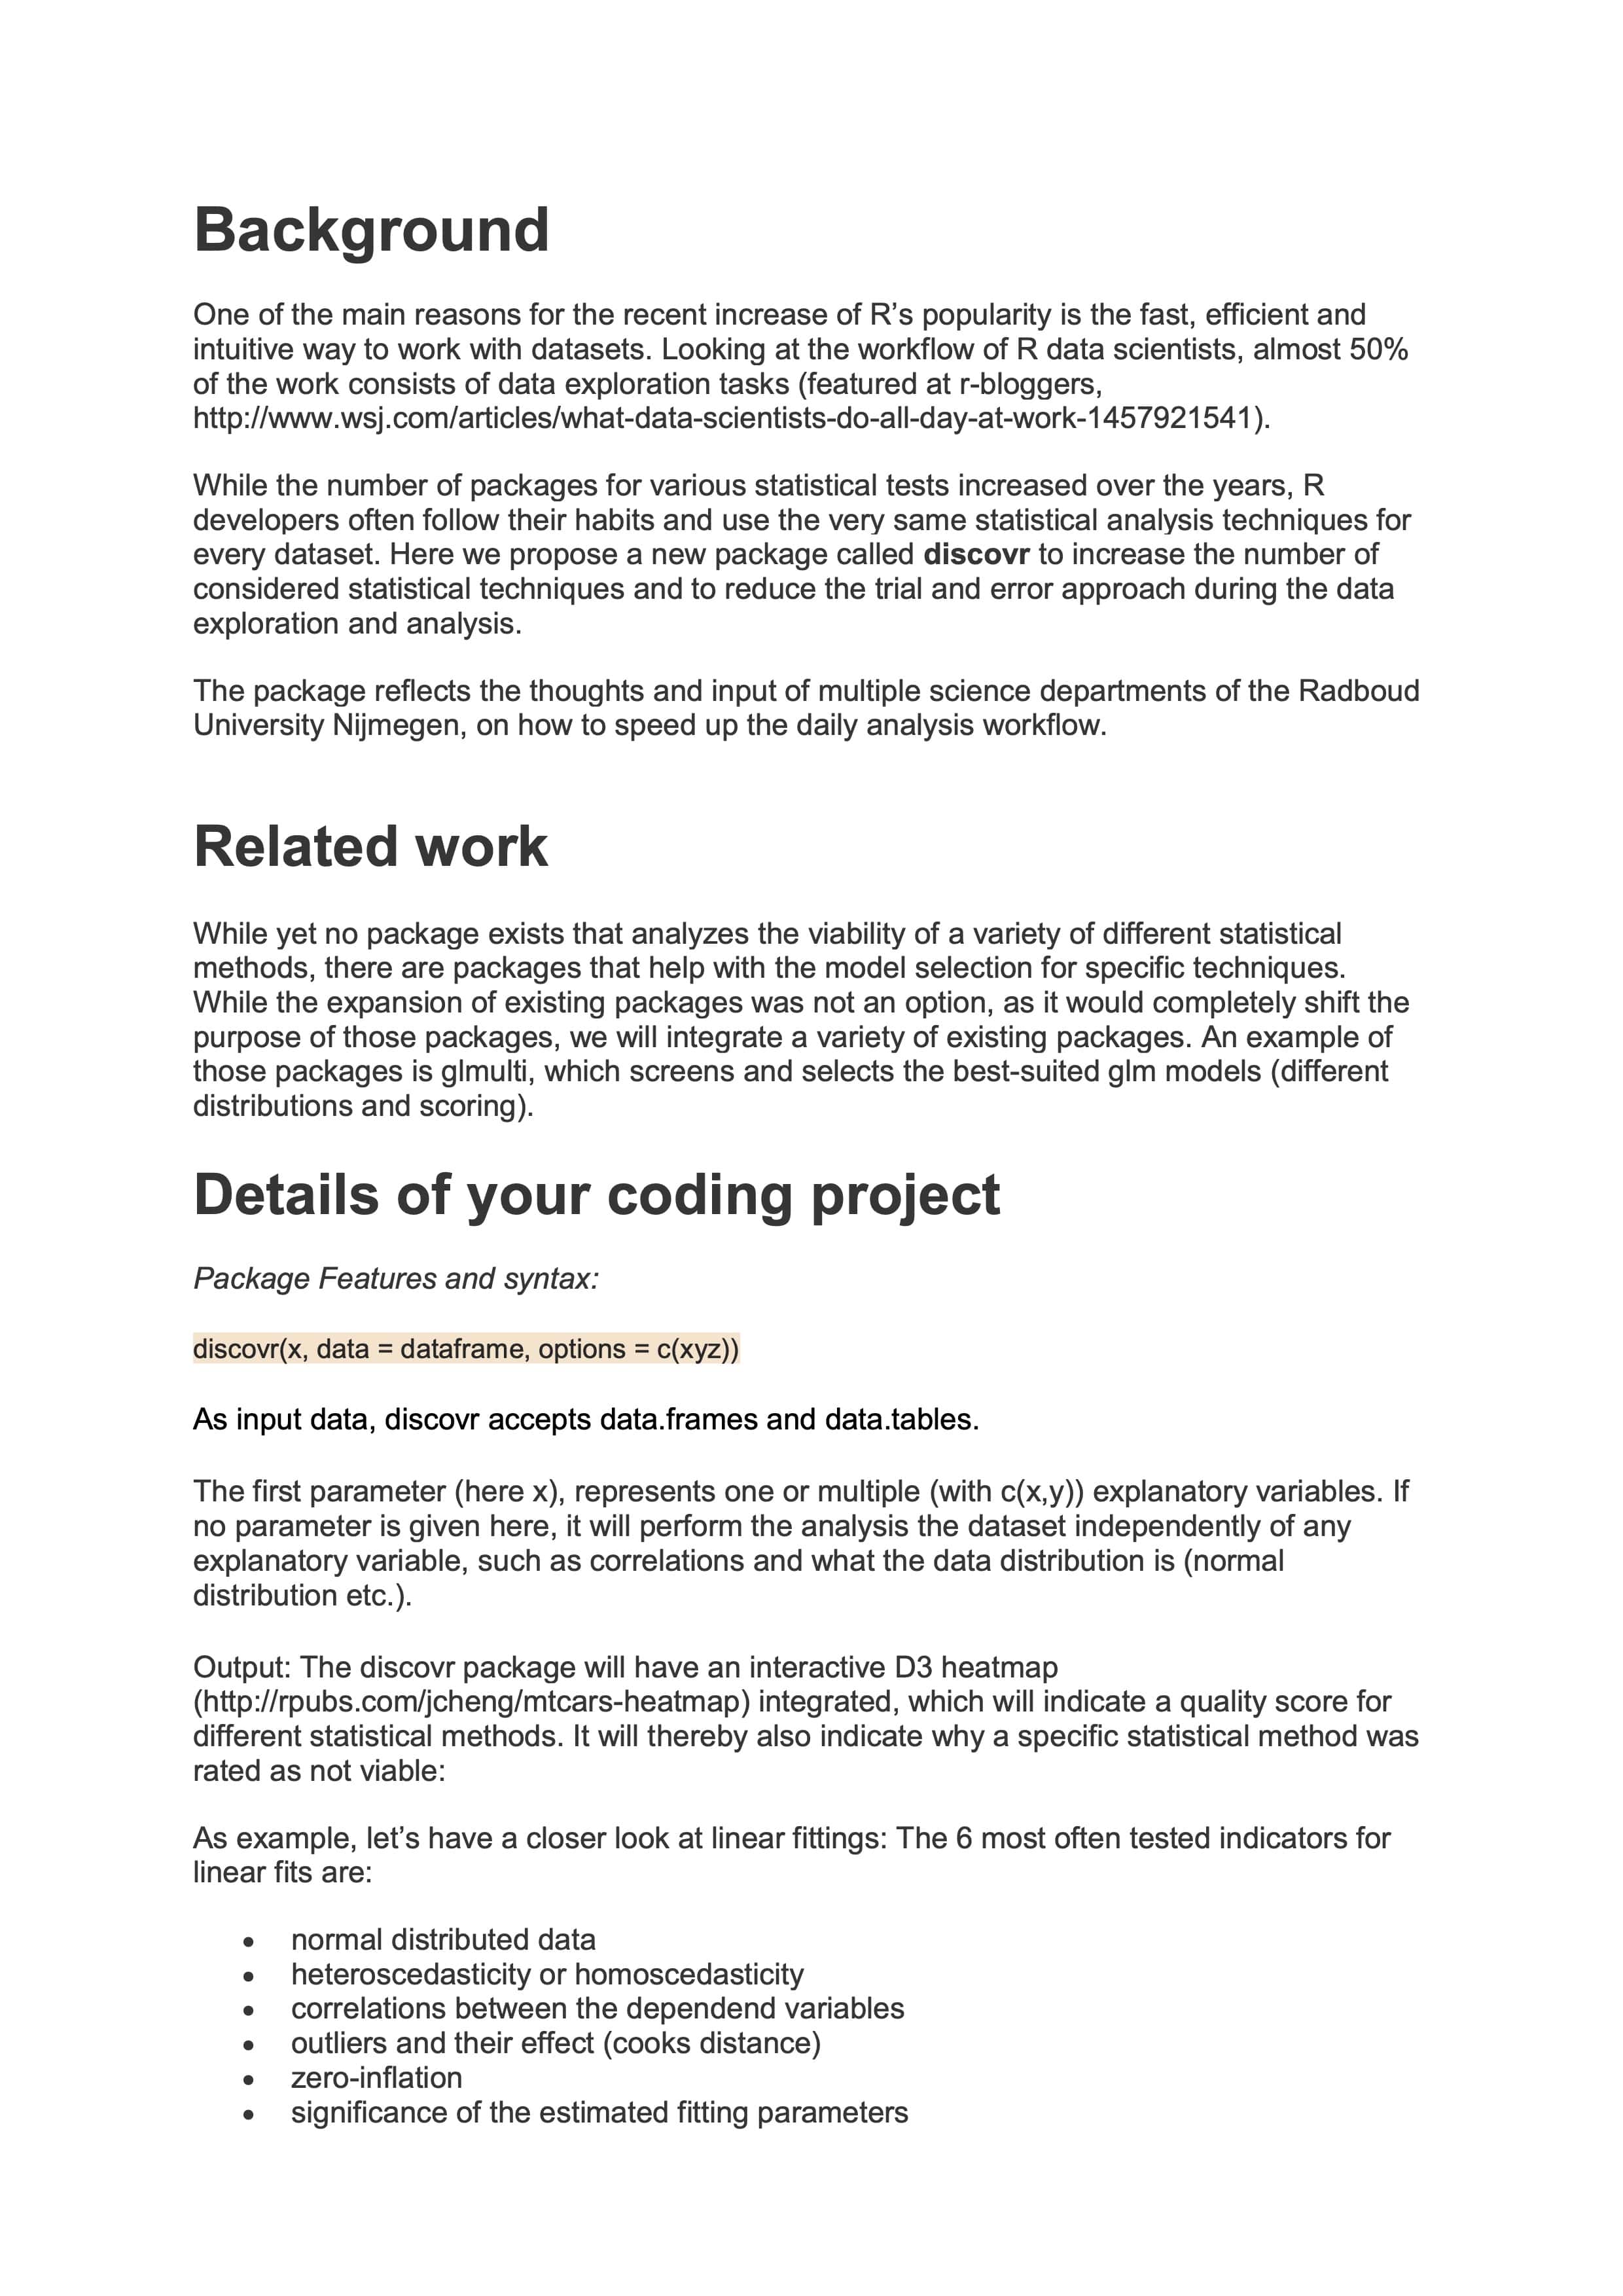 Background
One of the main reasons for the recent increase of R’s popularity is the fast, efficient and
intuitive way to work with datasets. Looking at the workflow of R data scientists, almost 50%
of the work consists of data exploration tasks (featured at r-bloggers,
http://www.wsj.com/articles/what-data-scientists-do-all-day-at-work-1457921541).
While the number of packages for various statistical tests increased over the years, R
developers often follow their habits and use the very same statistical analysis techniques for
every dataset. Here we propose a new package called discovr to increase the number of
considered statistical techniques and to reduce the trial and error approach during the data
exploration and analysis.
The package reflects the thoughts and input of multiple science departments of the Radboud
University Nijmegen, on how to speed up the daily analysis workflow.
Related work
While yet no package exists that analyzes the viability of a variety of different statistical
methods, there are packages that help with the model selection for specific techniques.
While the expansion of existing packages was not an option, as it would completely shift the
purpose of those packages, we will integrate a variety of existing packages. An example of
those packages is glmulti, which screens and selects the best-suited glm models (different
distributions and scoring).
Details of your coding project
Package Features and syntax:
discovr(x, data = dataframe, options = c(xyz))
As input data, discovr accepts data.frames and data.tables.
The first parameter (here x), represents one or multiple (with c(x,y)) explanatory variables. If
no parameter is given here, it will perform the analysis the dataset independently of any
explanatory variable, such as correlations and what the data distribution is (normal
distribution etc.).
Output: The discovr package will have an interactive D3 heatmap
(http://rpubs.com/jcheng/mtcars-heatmap) integrated, which will indicate a quality score for
different statistical methods. It will thereby also indicate why a specific statistical method was
rated as not viable:
As example, let’s have a closer look at linear fittings: The 6 most often tested indicators for
linear fits are:
• normal distributed data
• heteroscedasticity or homoscedasticity
• correlations between the dependend variables
• outliers and their effect (cooks distance)
• zero-inflation
• significance of the estimated fitting parameters